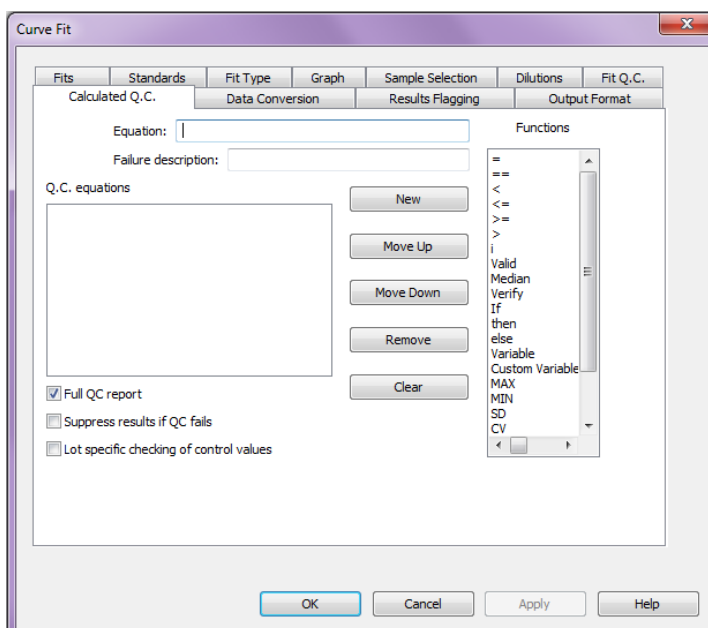 Curve Fit
Fits Standards Fit Type Graph Sample Selection Dilutions Fit Q.C.
Calculated Q.C. Data Conversion Results Flagging Output Format
Equation:
Functions
Failure description:
Q.C. equations
New
Move Up
Move Down
Remove
Clear
=
==
<
<=
>=
>
i
Valid
Median
Verify
If
then
else
Variable
Custom Variable
MAX
MIN
SD
CV
Full QC report
Suppress results if QC fails
Lot specific checking of control values
OK Cancel Apply Help